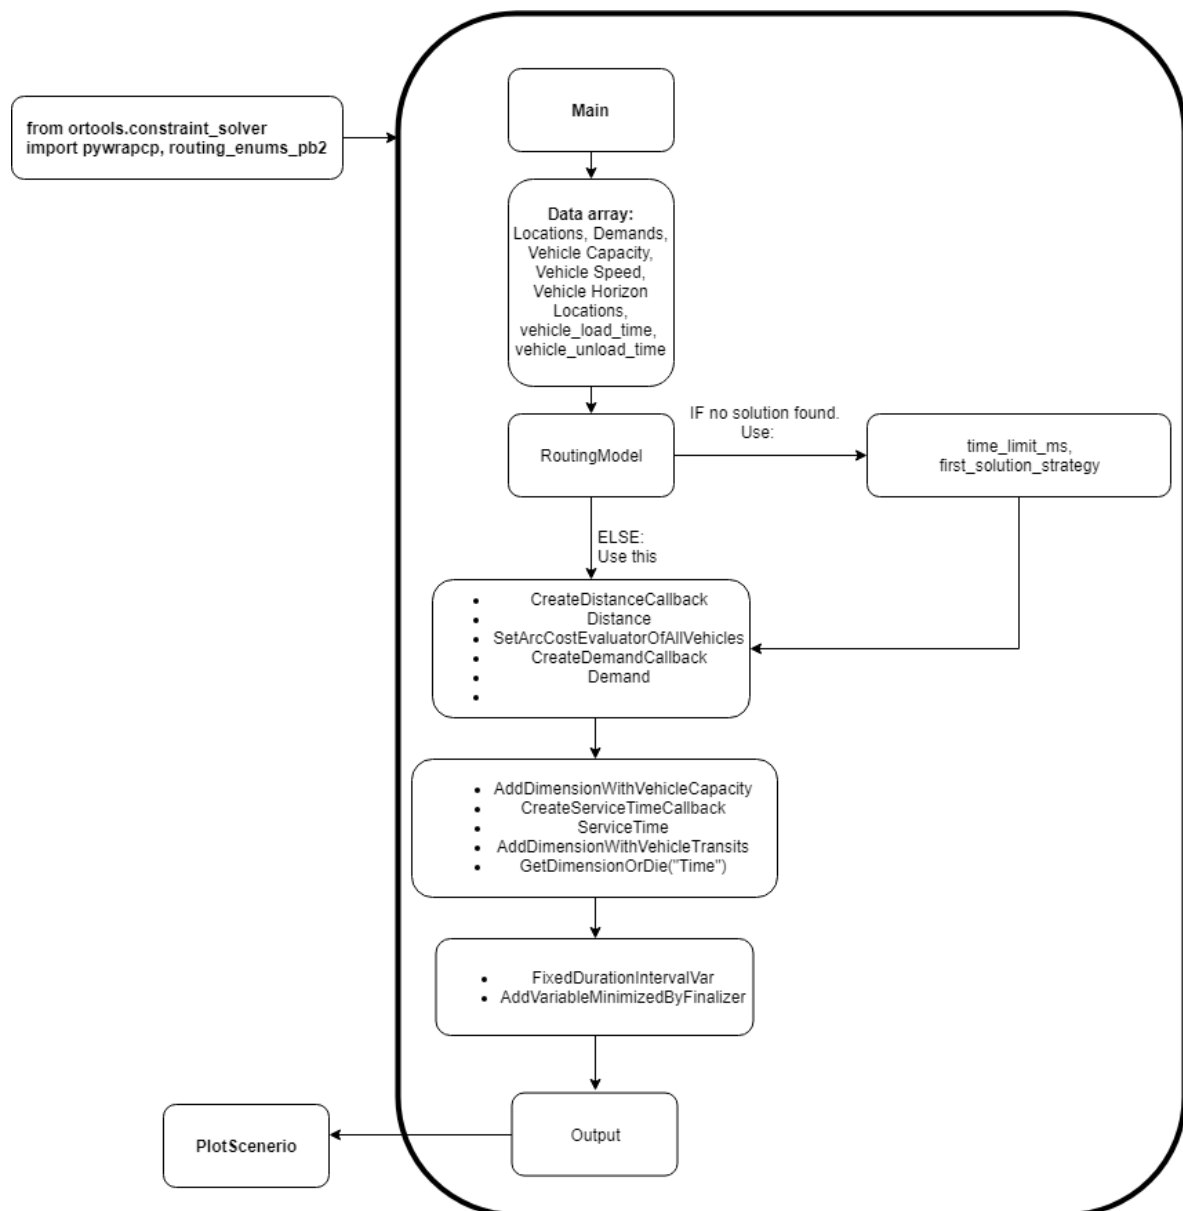 Main
from ortools.constraint_solver
import pywrapcp, routing_enums_pb2
Data array:
Locations, Demands,
Vehicle Capacity,
Vehicle Speed,
Vehicle Horizon
Locations,
vehicle_load_time,
vehicle_unload_time
IF no solution found.
Use:
RoutingModel
time_limit_ms,
first_solution_strategy
ELSE:
Use this
• CreateDistanceCallback
• Distance
• SetArcCostEvaluatorOfAllVehicles
• CreateDemandCallback
• Demand
•
• AddDimensionWithVehicleCapacity
• CreateServiceTimeCallback
• ServiceTime
• AddDimensionWithVehicleTransits
• GetDimensionOrDie("Time")
• FixedDurationIntervalVar
• AddVariableMinimizedByFinalizer
Output
PlotScenerio